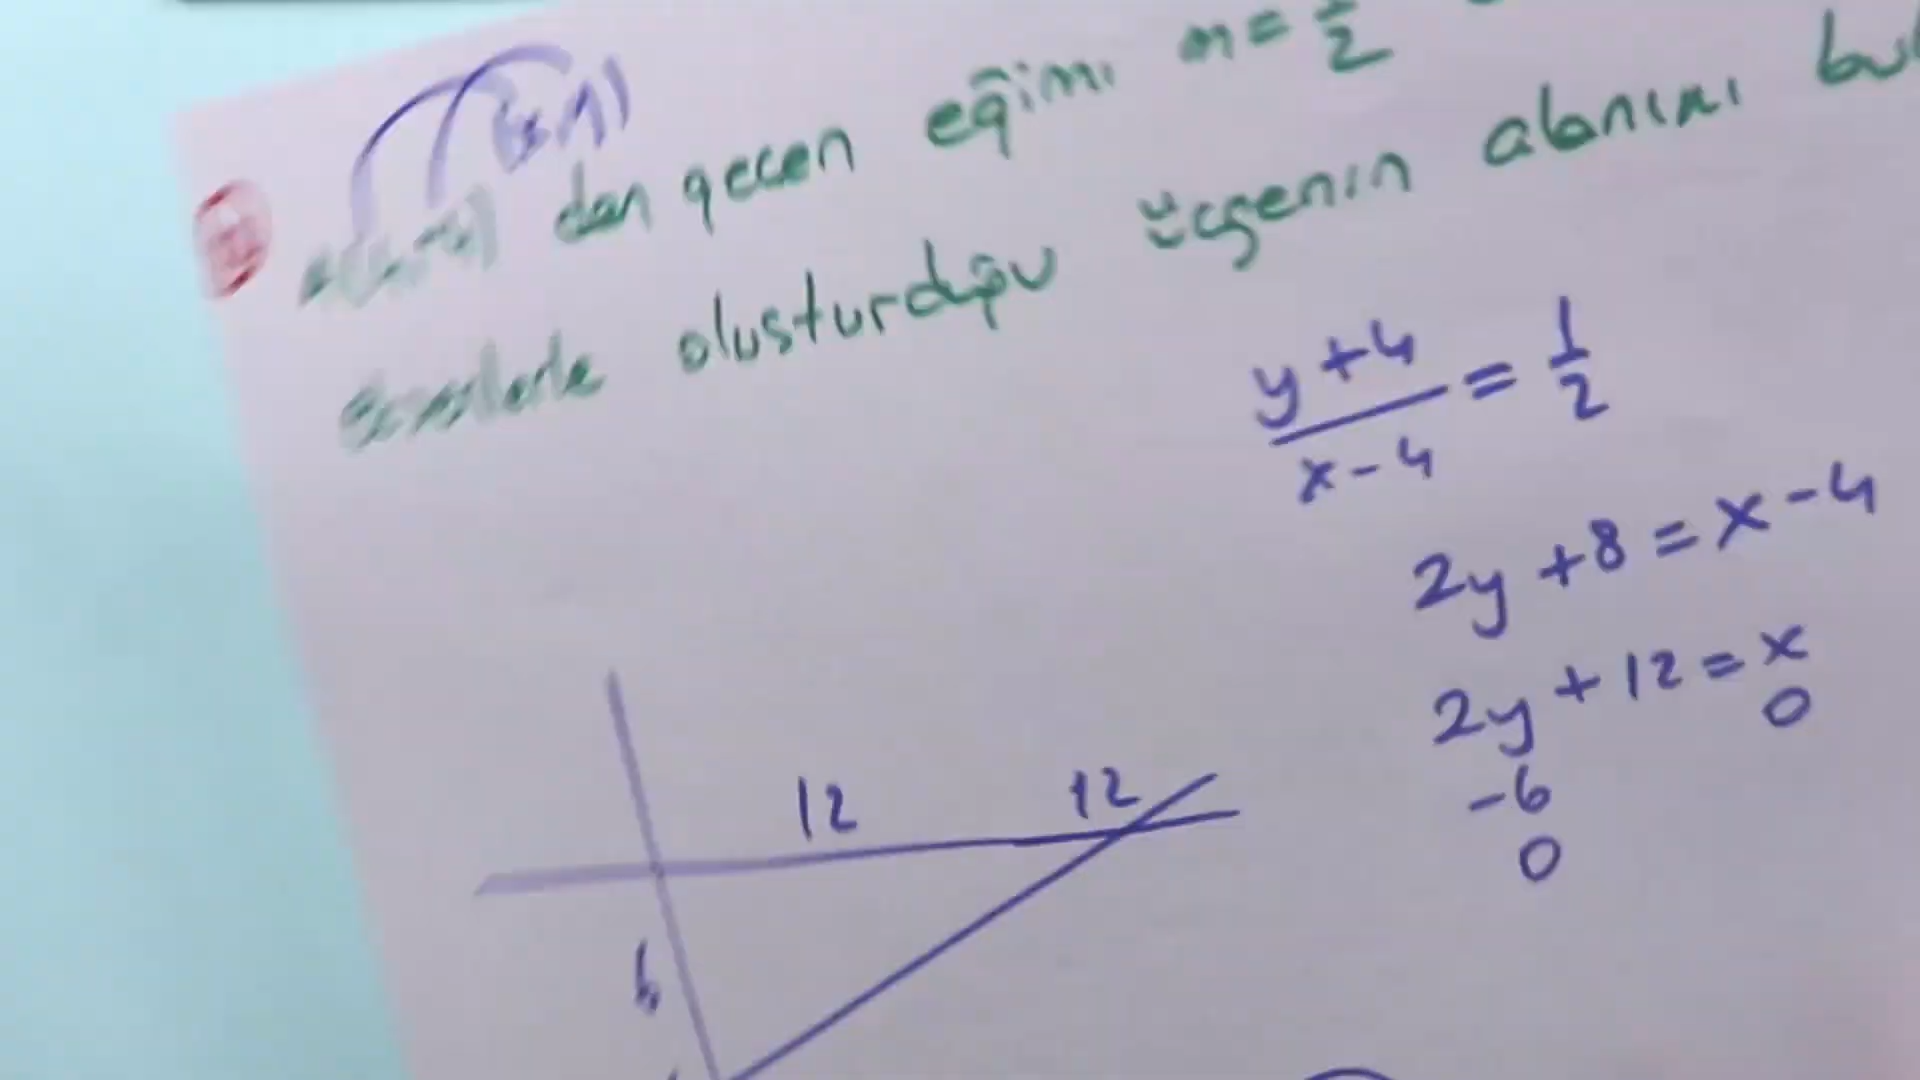 (x,y)
dan geçen eğimi m = 1/2
eksenlerle oluşturduğu üçgenin alanını
y+4/x-4 = 1/2
2y+8=x-4
2y+12=x
0
-6
0
12
12
6